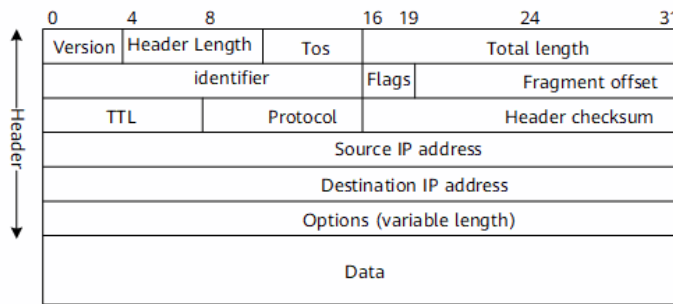 0 4 8 16 19 24 31
Version Header Length Tos Total length
identifier Flags Fragment offset
TTL Protocol Header checksum
Source IP address
Destination IP address
Options (variable length)
Data
Header